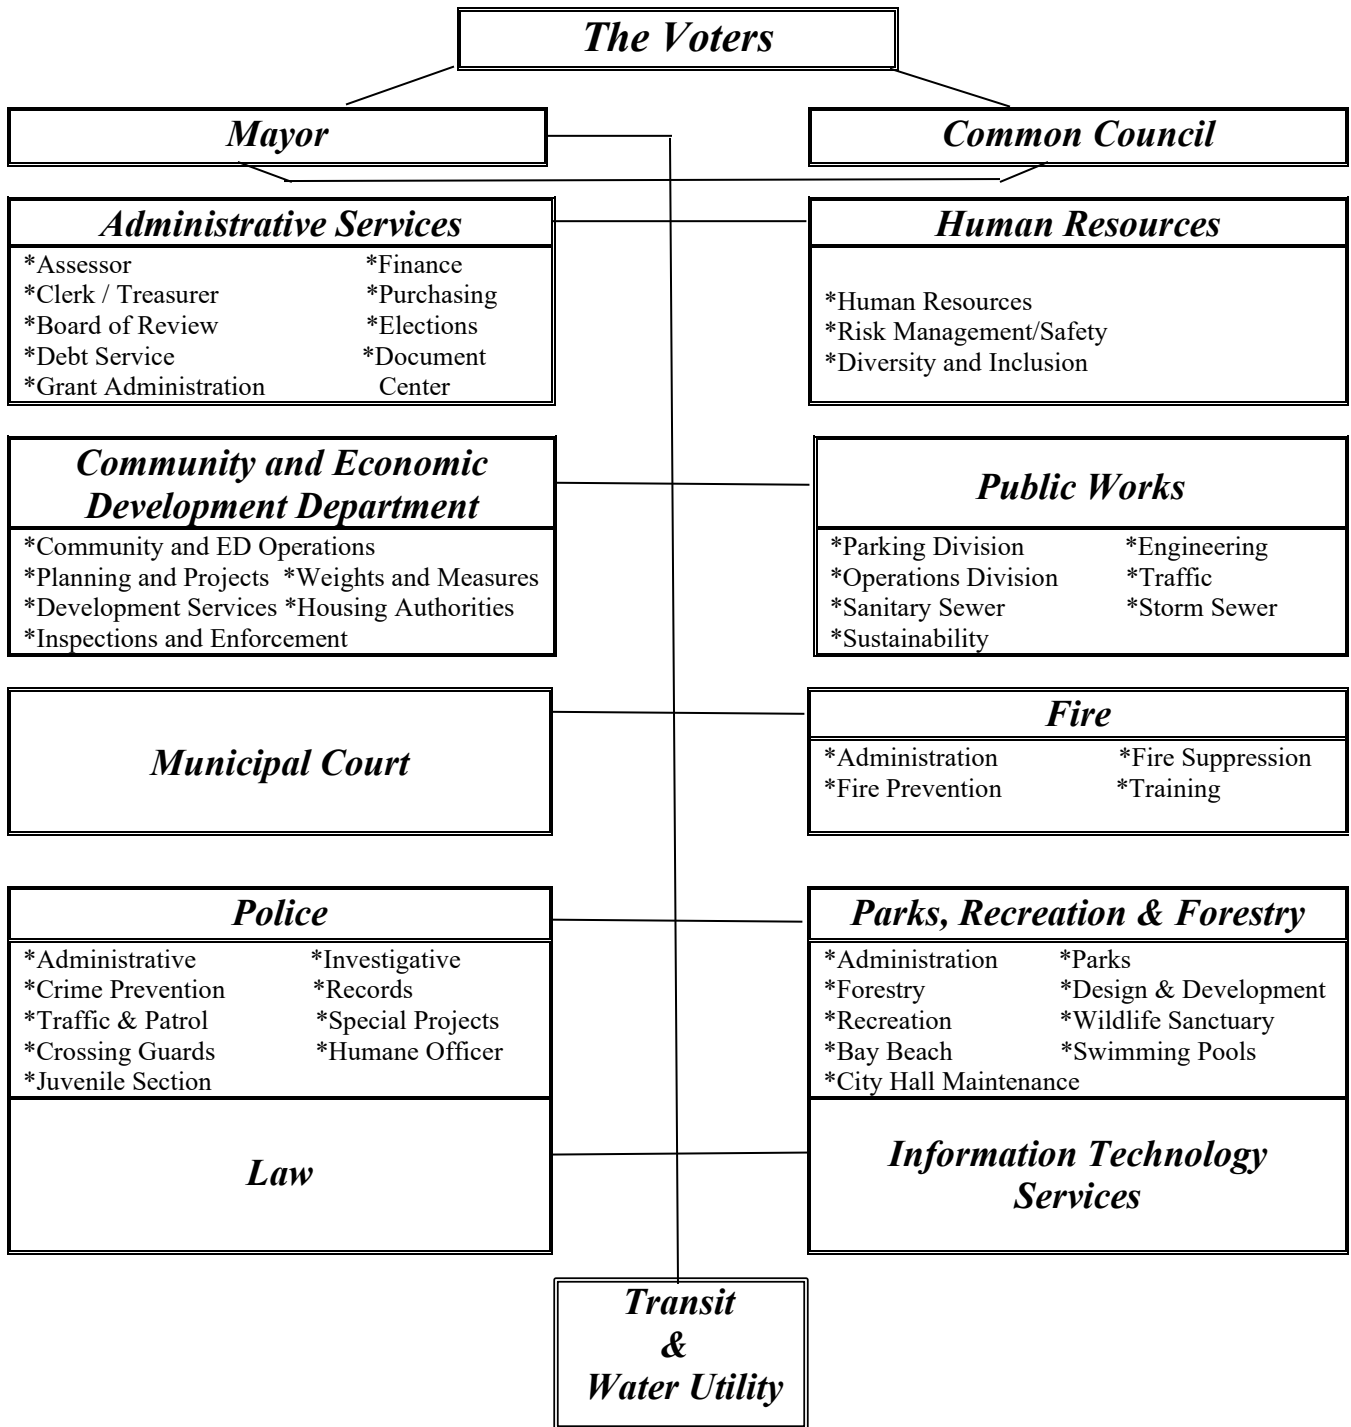 The Voters
Mayor
Common Council
Administrative Services
*Assessor *Finance
*Clerk / Treasurer *Purchasing
*Board of Review *Elections
*Debt Service *Document
*Grant Administration Center
Human Resources
*Human Resources
*Risk Management/Safety
*Diversity and Inclusion
Community and Economic
Development Department
*Community and ED Operations
*Planning and Projects *Weights and Measures
*Development Services *Housing Authorities
*Inspections and Enforcement
Public Works
*Parking Division *Engineering
*Operations Division *Traffic
*Sanitary Sewer *Storm Sewer
*Sustainability
Municipal Court
Fire
*Administration *Fire Suppression
*Fire Prevention *Training
Police
*Administrative *Investigative
*Crime Prevention *Records
*Traffic & Patrol *Special Projects
*Crossing Guards *Humane Officer
*Juvenile Section
Parks, Recreation & Forestry
*Administration *Parks
*Forestry *Design & Development
*Recreation *Wildlife Sanctuary
*Bay Beach *Swimming Pools
*City Hall Maintenance
Law
Information Technology
Services
Transit
&
Water Utility